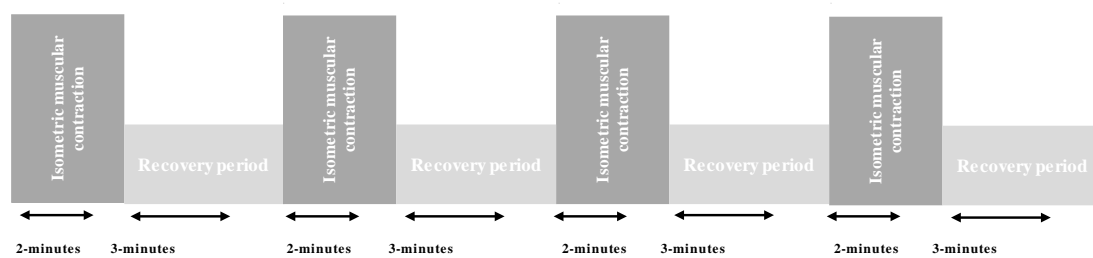 Isometric muscular
contraction
Recovery period
Isometric muscular
contraction
Recovery period
Isometric muscular
contraction
Recovery period
Isometric muscular
contraction
Recovery period
2-minutes 3-minutes 2-minutes 3-minutes 2-minutes 3-minutes 2-minutes 3-minutes